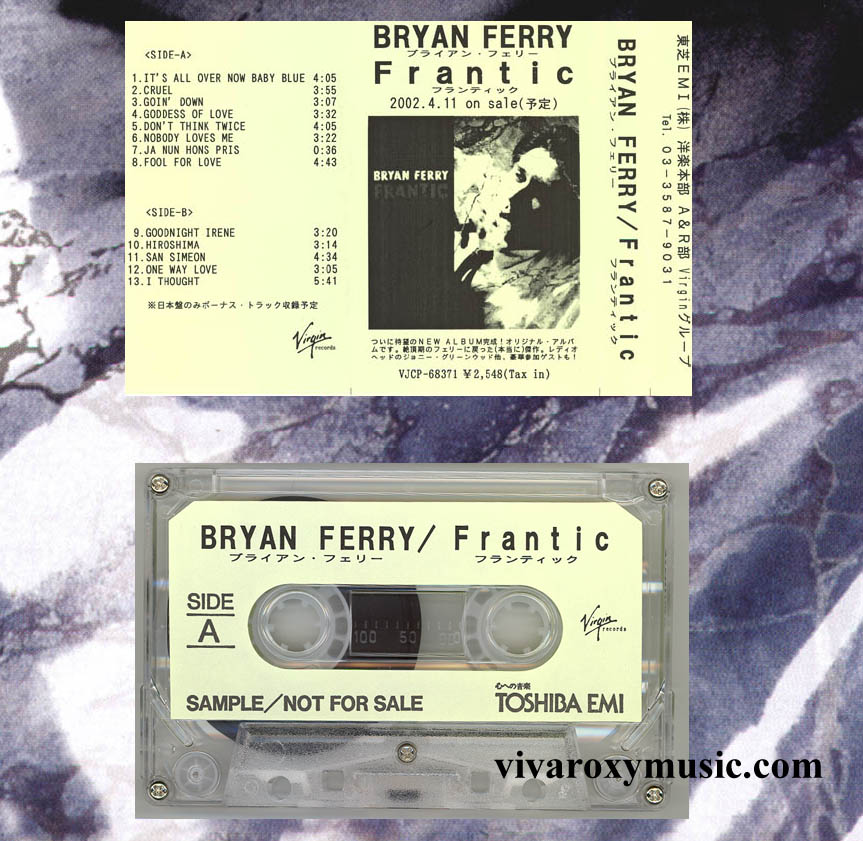 <SIDE-A>
1.IT'S ALL OVER NOW BABY BLUE 4:05
2.CRUEL 3:55
3.GOIN' DOWN 3:07
4.GODDESS OF LOVE 3:32
5.DON'T THINK TWICE 4:05
6.NOBODY LOVES ME 3:22
7.JA NUN HONS PRIS 0:36
8.FOOL FOR LOVE 4:43
<SIDE-B>
9.GOODNIGHT IRENE 3:20
10.HIROSHIMA 3:14
11.SAN SIMEON 4:34
12.ONE WAY LOVE 3:05
13.I THOUGHT 5:41
※日本盤のみボーナス・トラック収録予定
Virgin
records
BRYAN FERRY
ブライアン・フェリー
Frantic
フランティック
2002.4.11 on sale(予定)
BRYAN FERRY
FRANTIC
ついに待望のNEW ALBUM完成!オリジナル・アルバ
ムです。絶頂期のフェリーに戻った(本当に)傑作。レディオ
ヘッドのジョニー・グリーンウッド他、豪華参加ゲストも!
VJCP-68371 ¥2,548(Tax in)
BRYAN FERRY/Frantic
ブライアン・フェリー フランティック
東芝EMI(株) 洋楽本部 A&R部 Virginグループ
Tel. 03-3587-9031
BRYAN FERRY/ Frantic
ブライアン・フェリー フランティック
SIDE
A
100 50 000
Virgin
records
SAMPLE/NOT FOR SALE
心への音楽
TOSHIBA EMI
vivaroxymusic.com